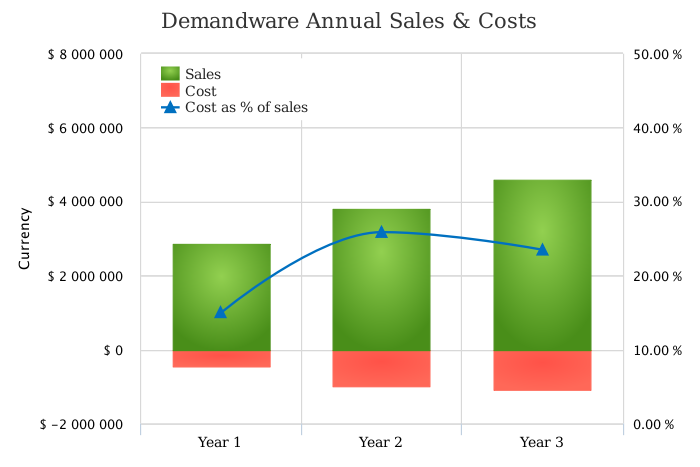 Demandware Annual Sales & Costs
$ 8 000 000
$ 6 000 000
$ 4 000 000
$ 2 000 000
$ 0
$ −2 000 000
Currency
Sales
Cost
Cost as % of sales
50.00 %
40.00 %
30.00 %
20.00 %
10.00 %
0.00 %
Year 1
Year 2
Year 3